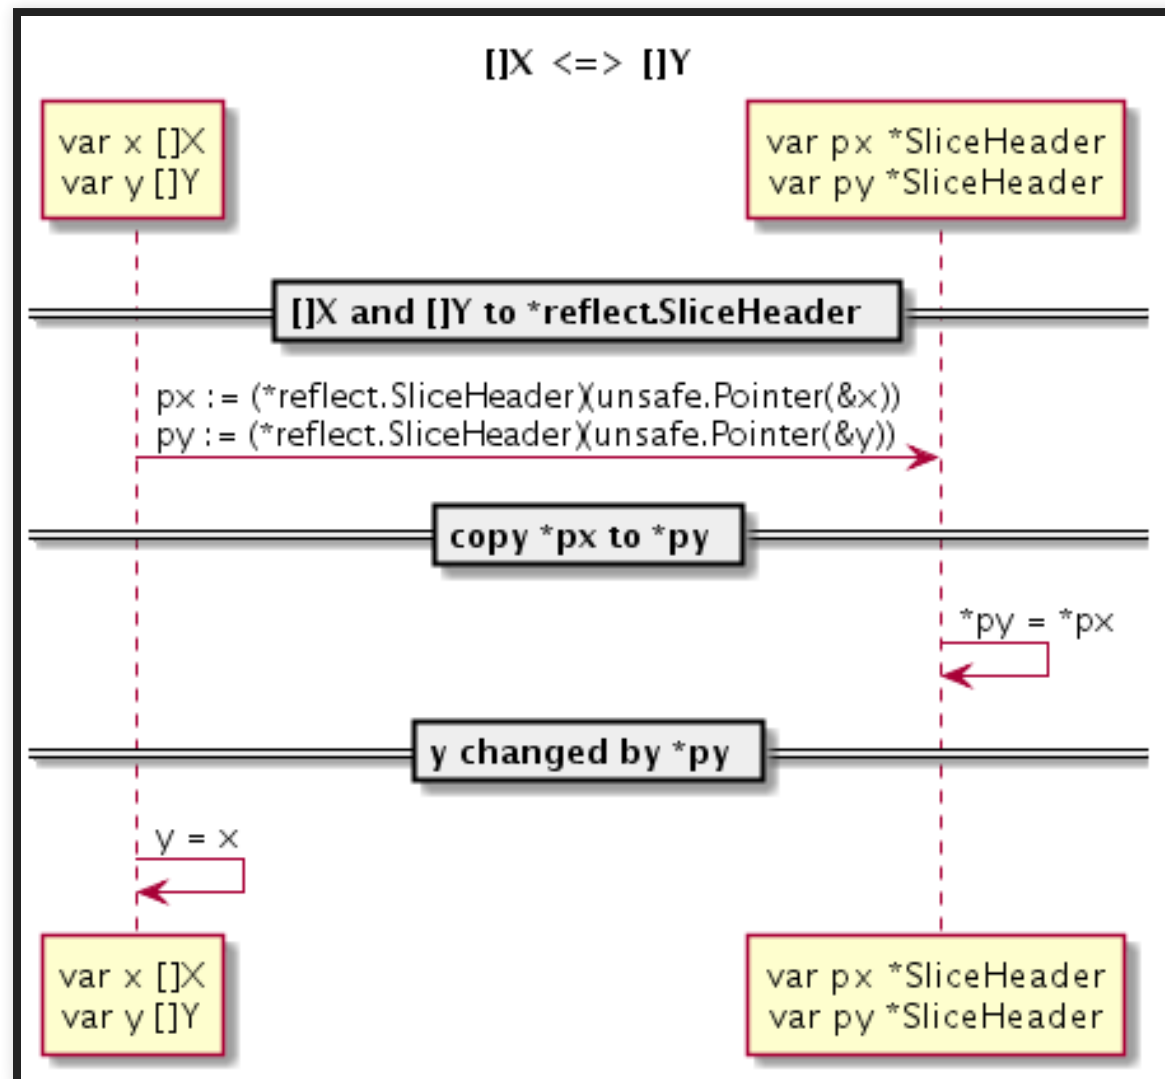 []X <=> []Y
var x []X
var y []Y
var px *SliceHeader
var py *SliceHeader
[]X and []Y to *reflect.SliceHeader
px := (*reflect.SliceHeader)(unsafe.Pointer(&x))
py := (*reflect.SliceHeader)(unsafe.Pointer(&y))
copy *px to *py
*py = *px
y changed by *py
y = x
var x []X
var y []Y
var px *SliceHeader
var py *SliceHeader